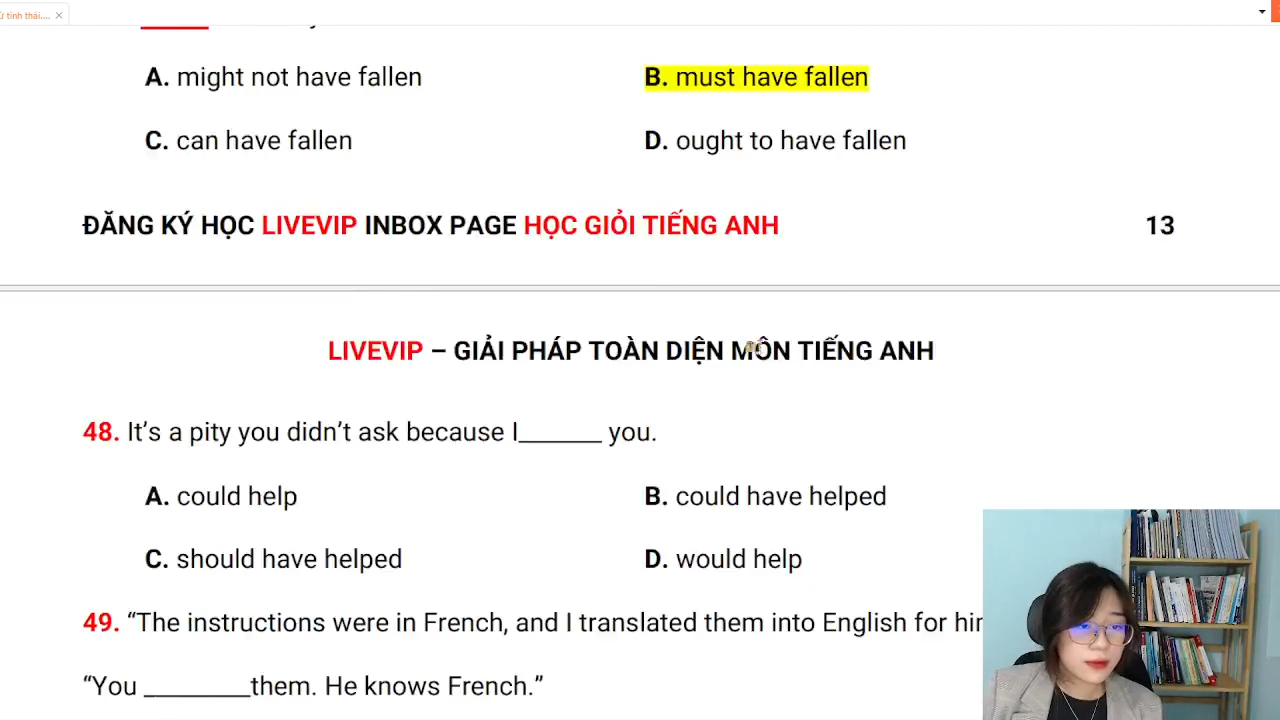 ừ tình thái....
A. might not have fallen
B. must have fallen
C. can have fallen
D. ought to have fallen
ĐĂNG KÝ HỌC LIVEVIP INBOX PAGE HỌC GIỎI TIẾNG ANH 13
LIVEVIP – GIẢI PHÁP TOÀN DIỆN MÔN TIẾNG ANH
48. It’s a pity you didn’t ask because I_______ you.
A. could help
B. could have helped
C. should have helped
D. would help
49. “The instructions were in French, and I translated them into English for
“You _________them. He knows French.”